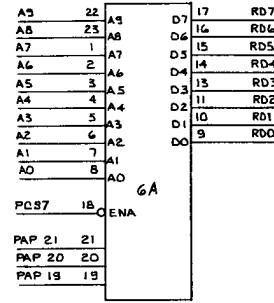 A9 22 A9 D7 17 RD7
A8 23 A8 D6 16 RD6
A7 1 A7 D5 15 RD5
A6 2 A6 D4 14 RD4
A5 3 A5 D3 13 RD3
A4 4 A4 D2 11 RD2
A3 5 A3 D1 10 RD1
A2 6 A2 D0 9 RD0
A1 7 A1
A0 8 A0
6A
PCS7 18 ENA
PAP 21 21
PAP 20 20
PAP 19 19